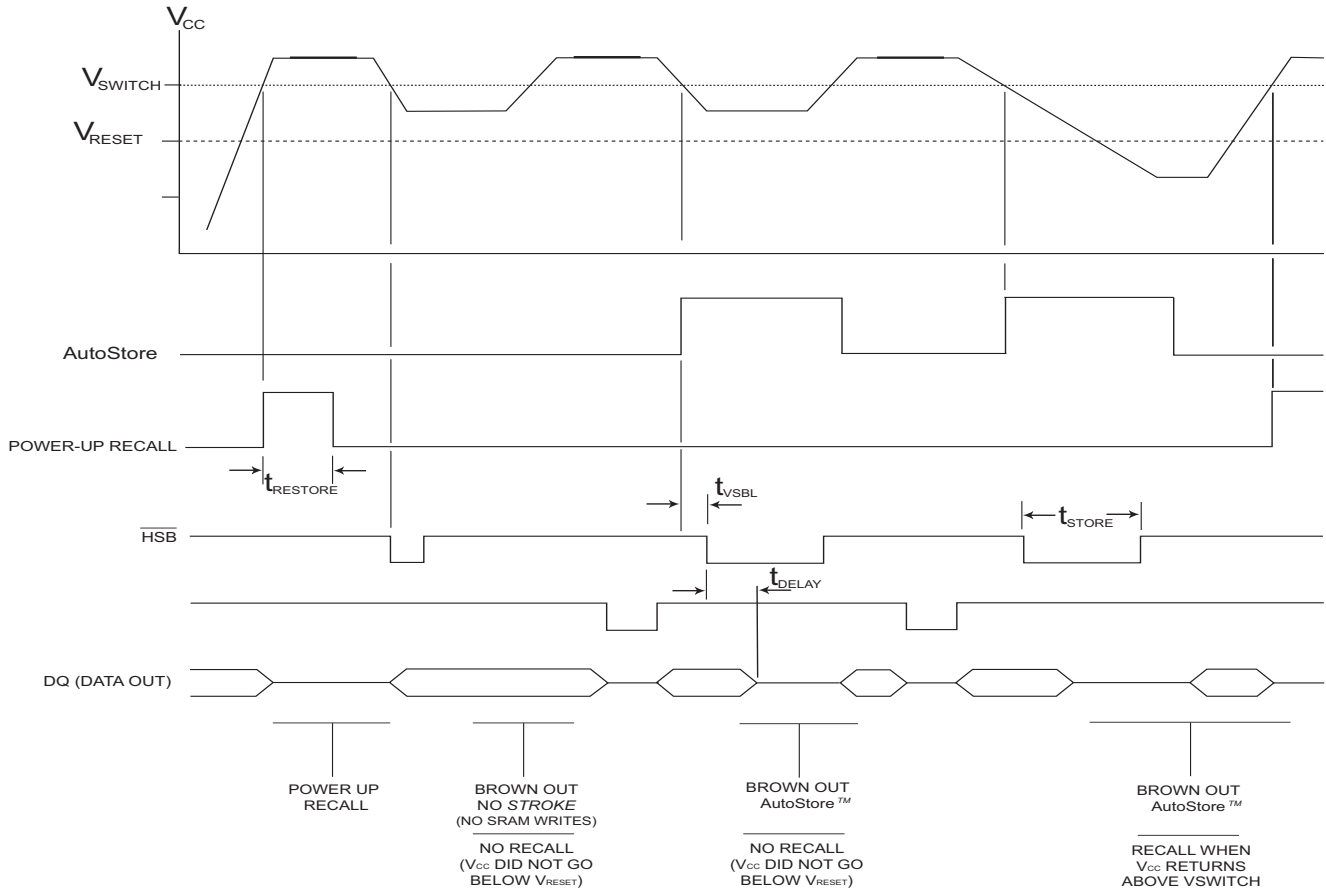 VCC
VSWITCH
VRESET
AutoStore
POWER-UP RECALL
tRESTORE
tVSBL
HSB
tSTORE
tDELAY
DQ (DATA OUT)
POWER UP
RECALL
BROWN OUT
NO STROKE
(NO SRAM WRITES)
NO RECALL
(VCC DID NOT GO
BELOW VRESET)
BROWN OUT
AutoStore™
NO RECALL
(VCC DID NOT GO
BELOW VRESET)
BROWN OUT
AutoStore™
RECALL WHEN
VCC RETURNS
ABOVE VSWITCH